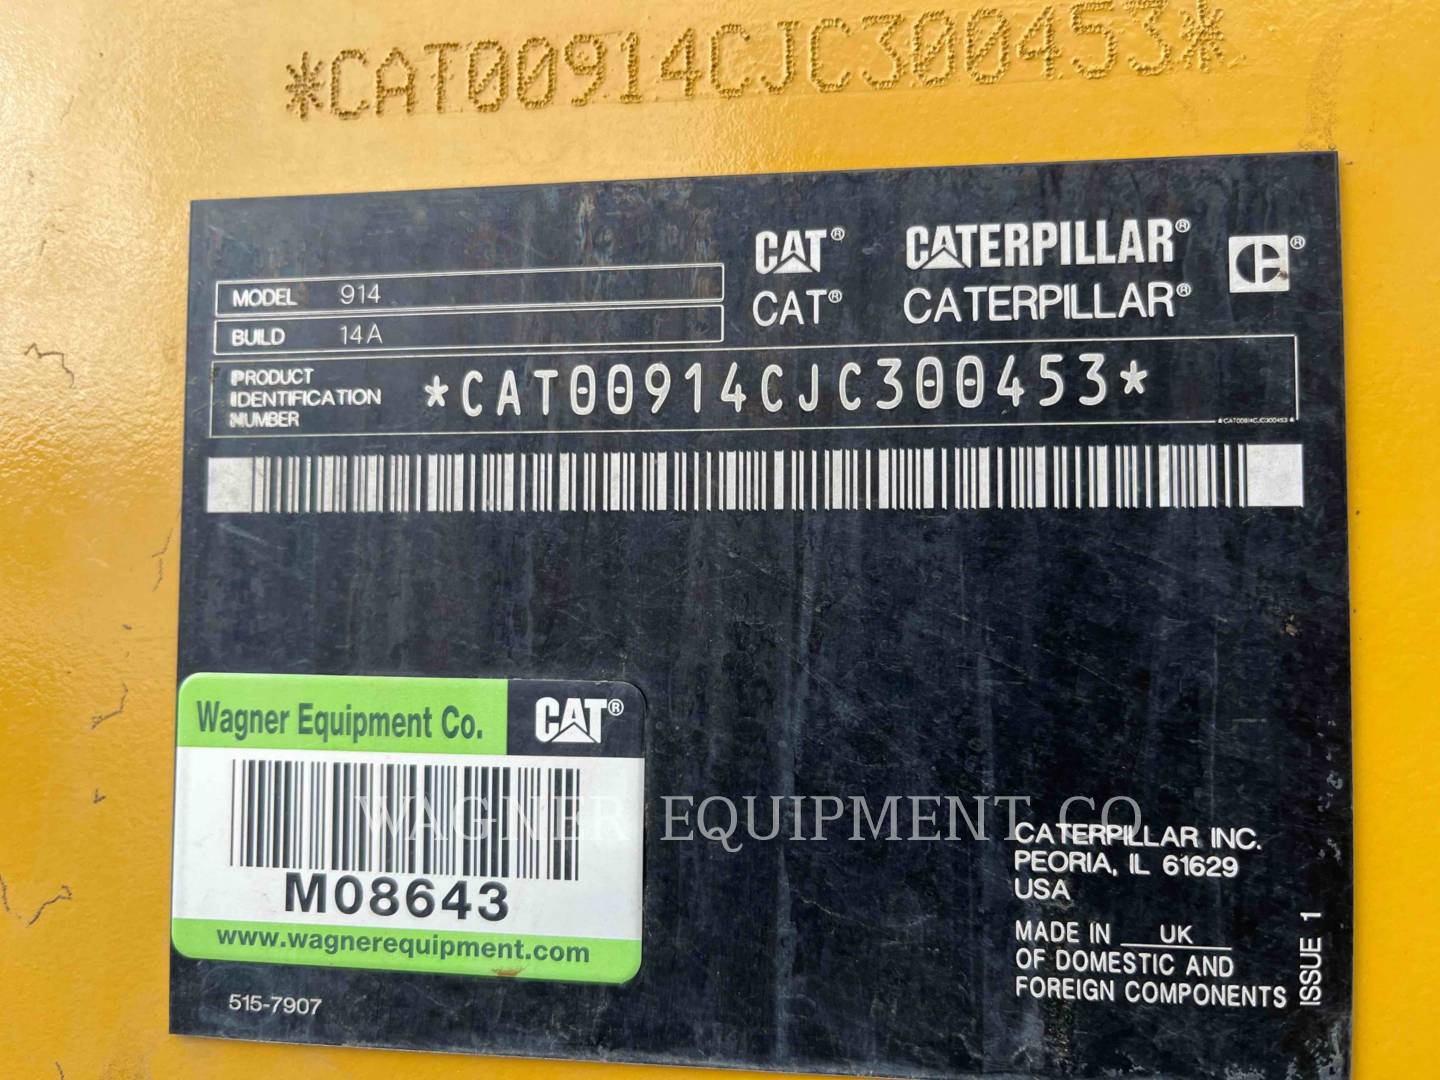 *CAT00914CJC300453*
CAT® CATERPILLAR® C®
CAT® CATERPILLAR®
MODEL 914
BUILD 14A
PRODUCT
IDENTIFICATION
NUMBER
*CAT00914CJC300453*
*CAT00914CJC300453*
Wagner Equipment Co. CAT®
M08643
www.wagnerequipment.com
515-7907
WAGNER EQUIPMENT CO
CATERPILLAR INC.
PEORIA, IL 61629
USA
MADE IN UK
OF DOMESTIC AND
FOREIGN COMPONENTS
ISSUE 1